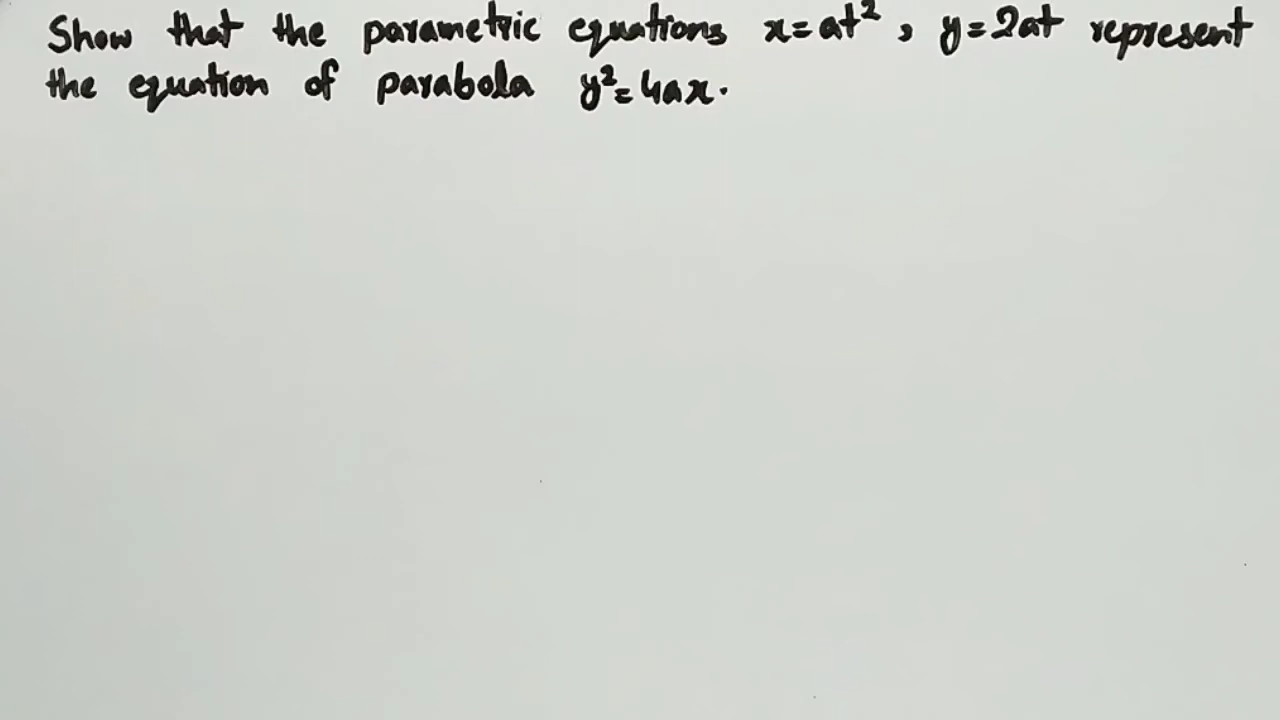 Show that the parametric equations x=at², y=2at represent
the equation of parabola y²=4ax.